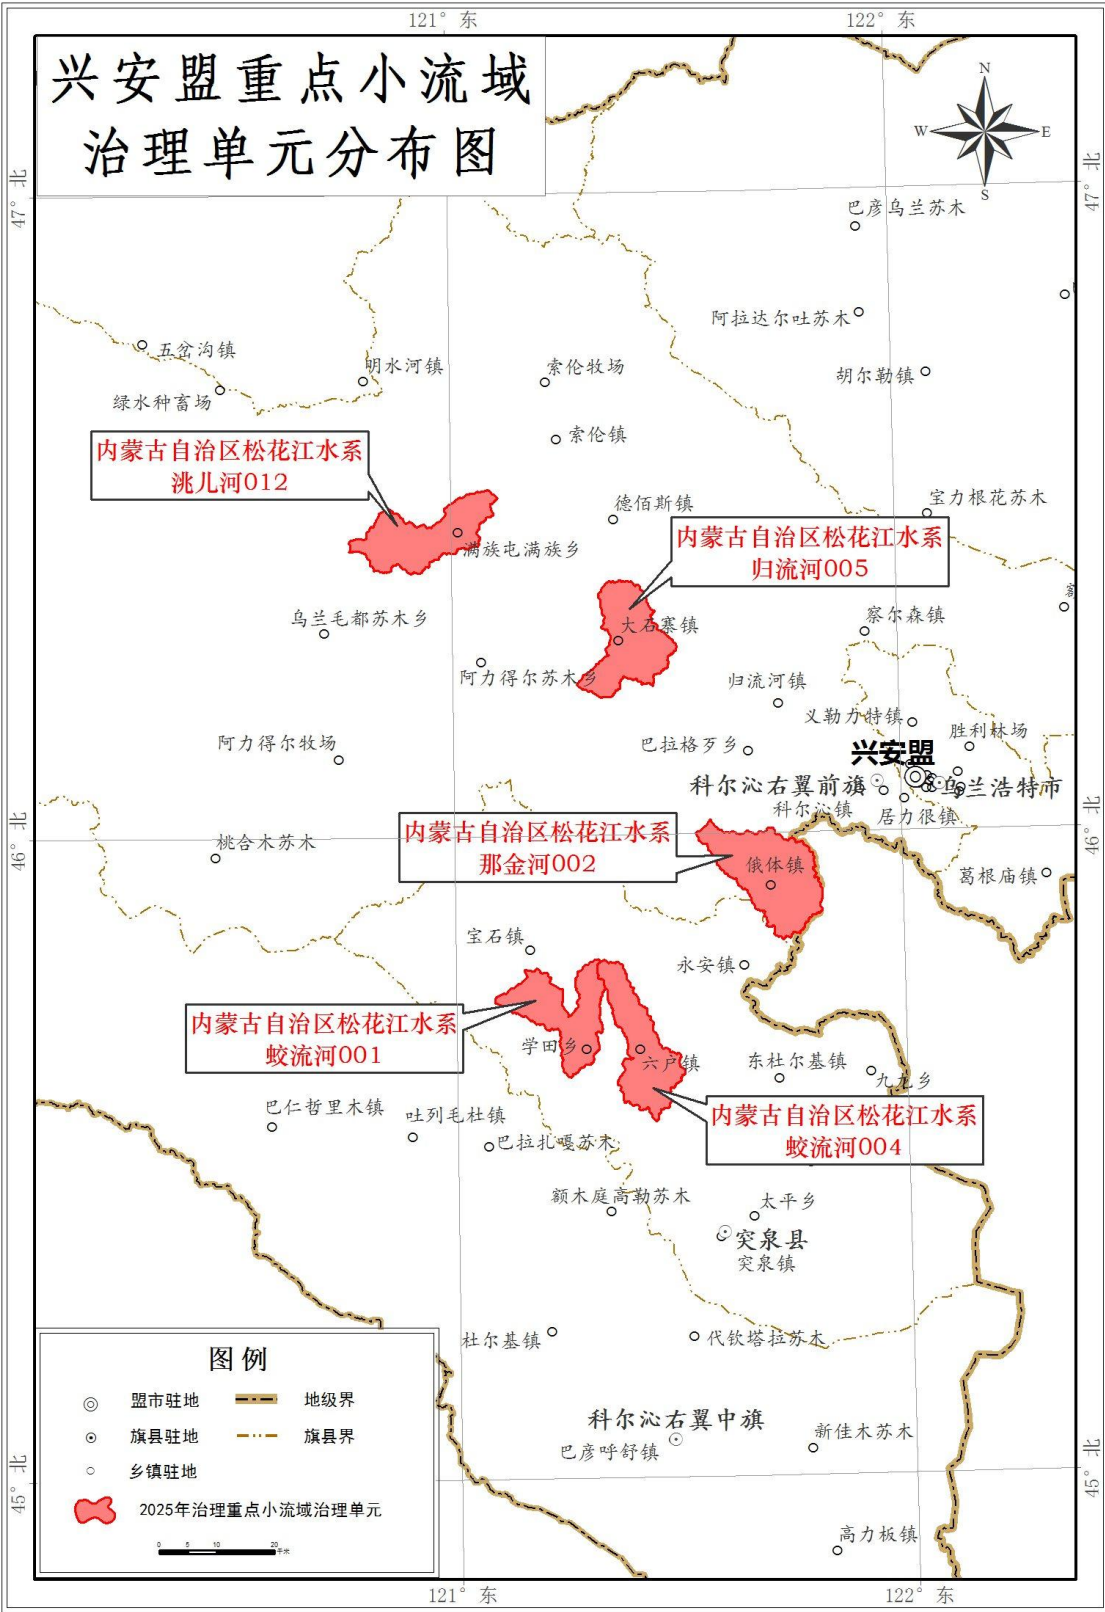 121° 东
122° 东
兴安盟重点小流域
治理单元分布图
N
W
E
S
47° 北
47° 北
巴彦乌兰苏木
阿拉达尔吐苏木
五岔沟镇
明水河镇
索伦牧场
胡尔勒镇
绿水种畜场
索伦镇
内蒙古自治区松花江水系
洮儿河012
德佰斯镇
宝力根花苏木
满族屯满族乡
内蒙古自治区松花江水系
归流河005
乌兰毛都苏木乡
大石寨镇
察尔森镇
阿力得尔苏木乡
归流河镇
义勒力特镇
胜利林场
阿力得尔牧场
巴拉格歹乡
兴安盟
科尔沁右翼前旗
乌兰浩特市
科尔沁镇
居力很镇
46° 北
46° 北
桃合木苏木
内蒙古自治区松花江水系
那金河002
俄体镇
葛根庙镇
宝石镇
永安镇
内蒙古自治区松花江水系
蛟流河001
学田乡
六户镇
东杜尔基镇
九龙乡
巴仁哲里木镇
吐列毛杜镇
巴拉扎嘎苏木
内蒙古自治区松花江水系
蛟流河004
额木庭高勒苏木
太平乡
突泉县
突泉镇
杜尔基镇
代钦塔拉苏木
科尔沁右翼中旗
巴彦呼舒镇
新佳木苏木
45° 北
45° 北
高力板镇
图例
盟市驻地
地级界
旗县驻地
旗县界
乡镇驻地
2025年治理重点小流域治理单元
0 5 10 20
千米
121° 东
122° 东